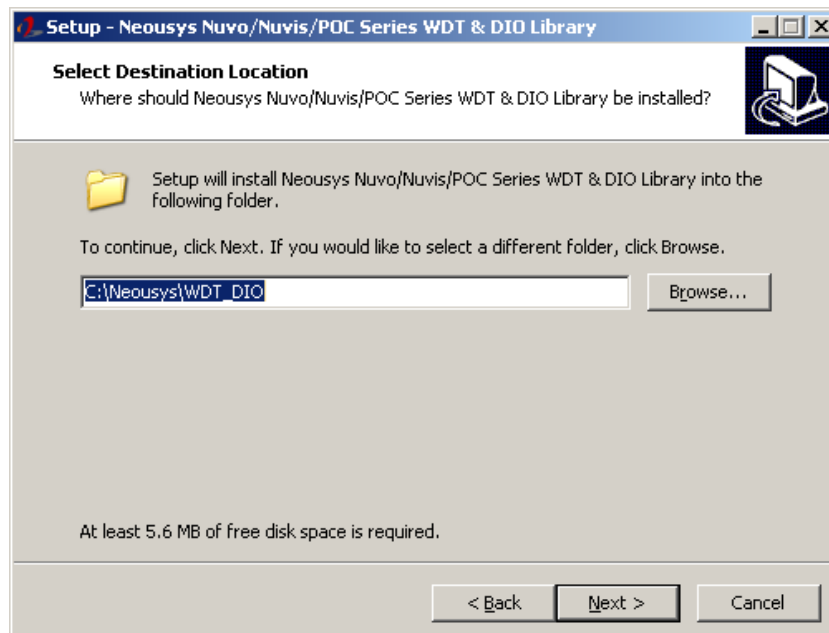 Setup - Neousys Nuvo/Nuvis/POC Series WDT & DIO Library
Select Destination Location
Where should Neousys Nuvo/Nuvis/POC Series WDT & DIO Library be installed?
Setup will install Neousys Nuvo/Nuvis/POC Series WDT & DIO Library into the
following folder.
To continue, click Next. If you would like to select a different folder, click Browse.
C:\Neousys\WDT_DIO
Browse...
At least 5.6 MB of free disk space is required.
< Back
Next >
Cancel